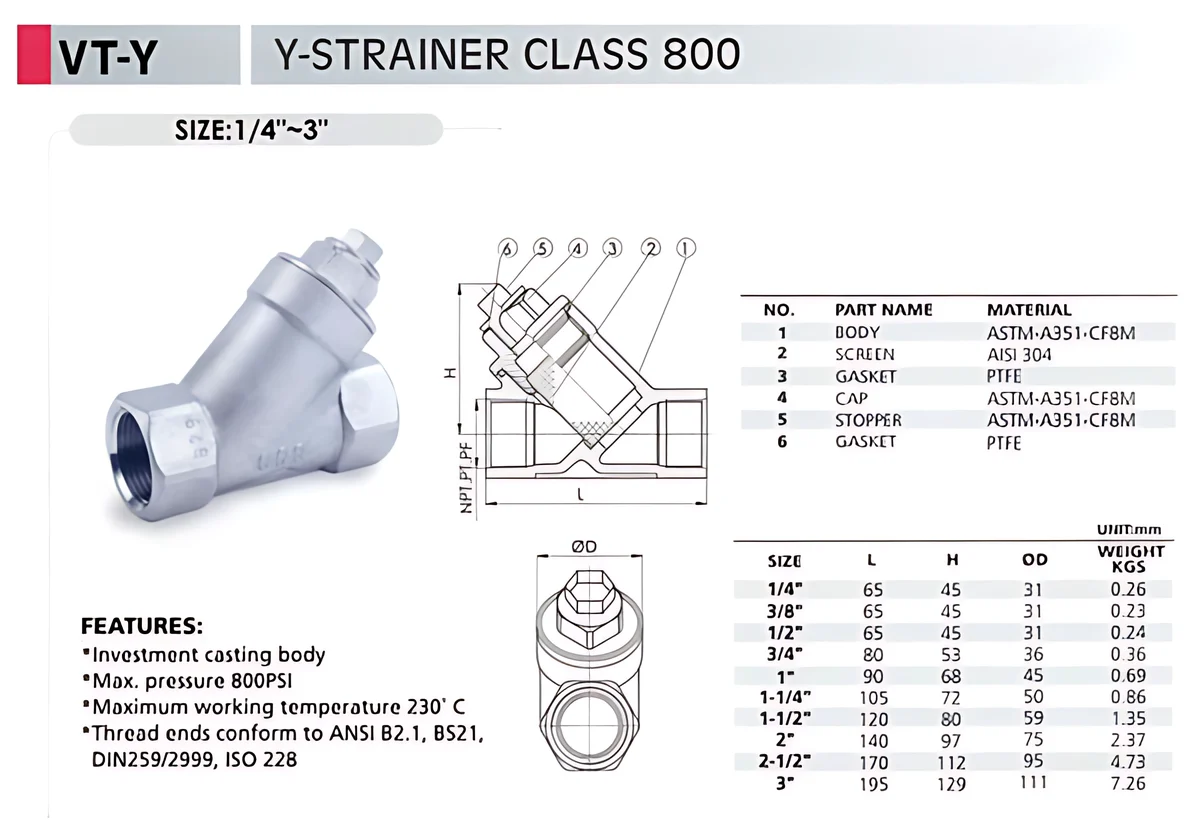 VT-Y
Y-STRAINER CLASS 800
SIZE:1/4"~3"
6 5 4 3 2 1
H
NPT.PT.PF
L
ØD
NO. PART NAME MATERIAL
1 BODY ASTM·A351·CF8M
2 SCREEN AISI 304
3 GASKET PTFE
4 CAP ASTM·A351·CF8M
5 STOPPER ASTM·A351·CF8M
6 GASKET PTFE
UNIT:mm
SIZE L H OD WEIGHT KGS
1/4" 65 45 31 0.26
3/8" 65 45 31 0.23
1/2" 65 45 31 0.24
3/4" 80 53 36 0.36
1" 90 68 45 0.69
1-1/4" 105 72 50 0.86
1-1/2" 120 80 59 1.35
2" 140 97 75 2.37
2-1/2" 170 112 95 4.73
3" 195 129 111 7.26
FEATURES:
▪Investment casting body
▪Max. pressure 800PSI
▪Maximum working temperature 230° C
▪Thread ends conform to ANSI B2.1, BS21,
DIN259/2999, ISO 228